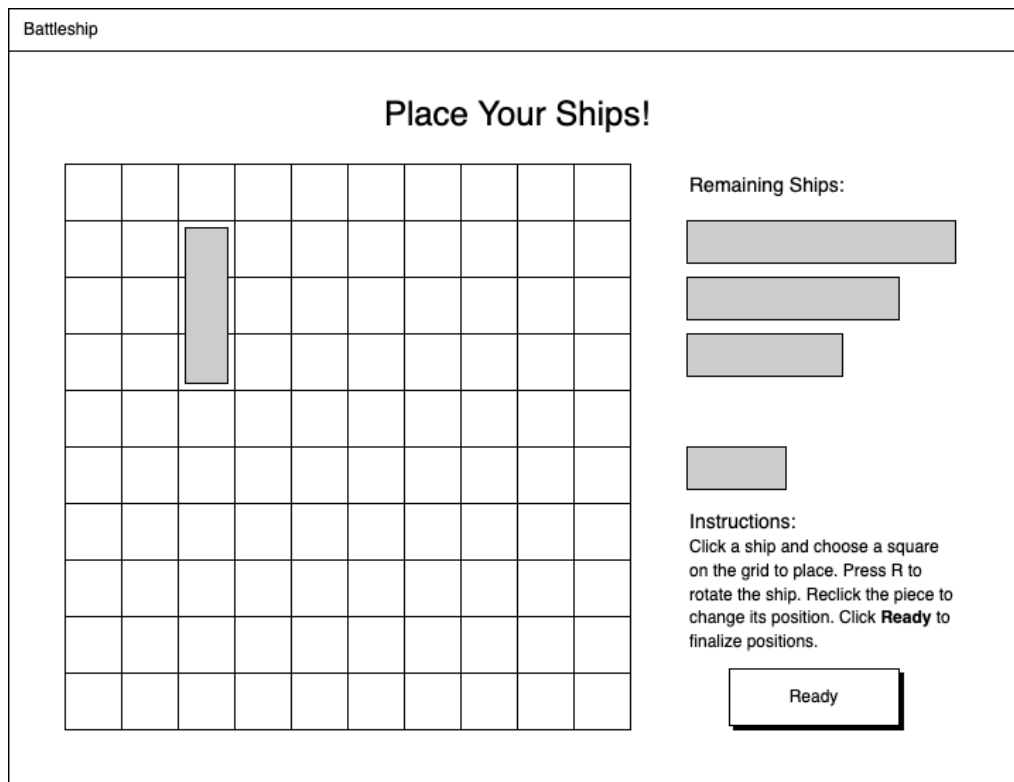 Battleship
Place Your Ships!
Remaining Ships:
Instructions:
Click a ship and choose a square
on the grid to place. Press R to
rotate the ship. Reclick the piece to
change its position. Click Ready to
finalize positions.
Ready